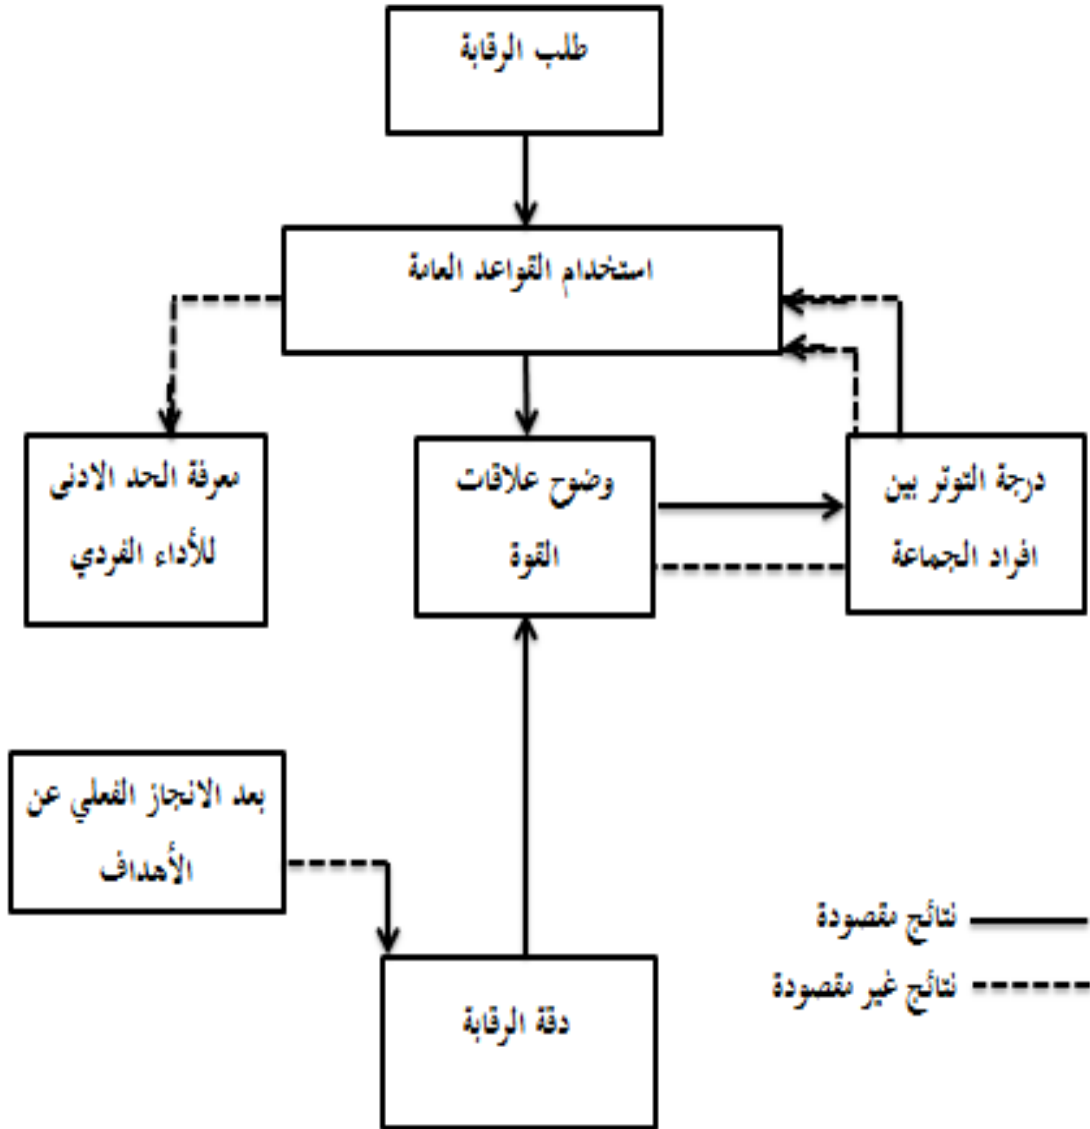 طلب الرقابة
استخدام القواعد العامة
درجة التوتر بين
افراد الجماعة
وضوح علاقات
القوة
معرفة الحد الادنى
للأداء الفردي
بعد الانجاز الفعلي عن
الأهداف
دقة الرقابة
نتائج مقصودة
نتائج غير مقصودة